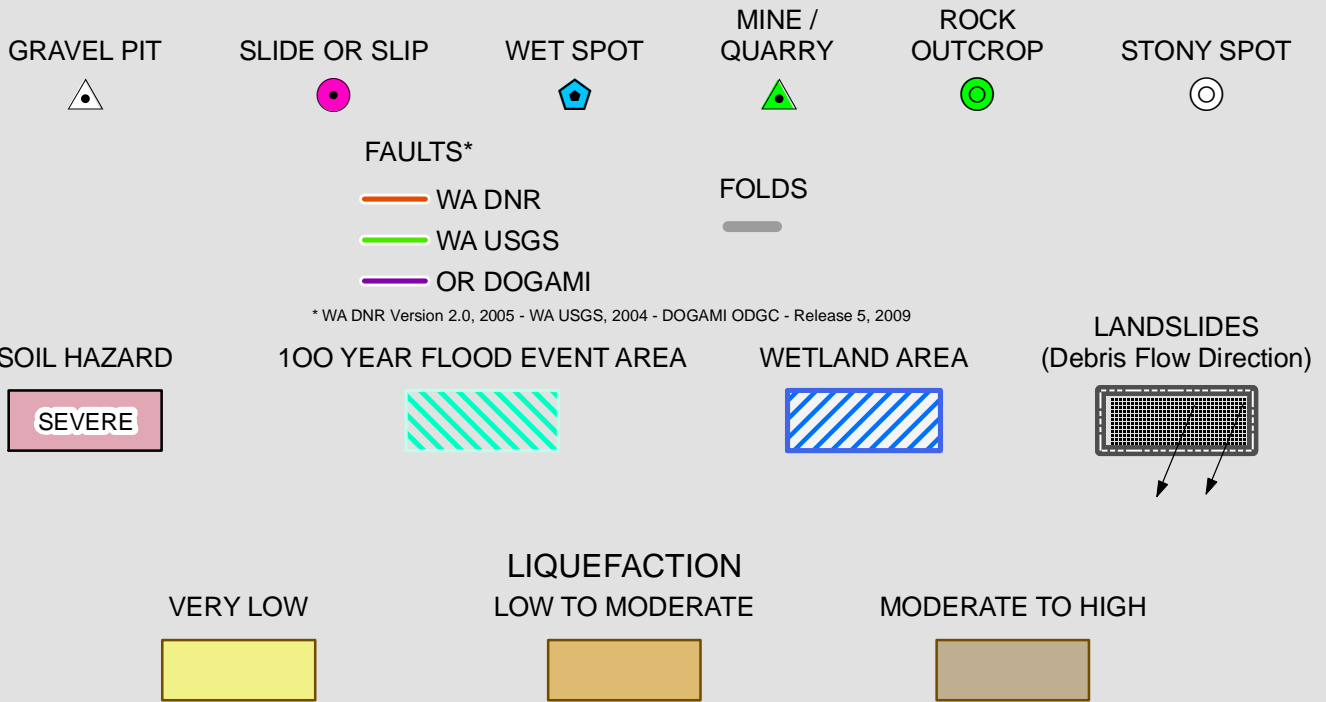 GRAVEL PIT
SLIDE OR SLIP
WET SPOT
MINE /
QUARRY
ROCK
OUTCROP
STONY SPOT
FAULTS*
WA DNR
WA USGS
OR DOGAMI
FOLDS
* WA DNR Version 2.0, 2005 - WA USGS, 2004 - DOGAMI ODGC - Release 5, 2009
SOIL HAZARD
SEVERE
1OO YEAR FLOOD EVENT AREA
WETLAND AREA
LANDSLIDES
(Debris Flow Direction)
LIQUEFACTION
VERY LOW
LOW TO MODERATE
MODERATE TO HIGH